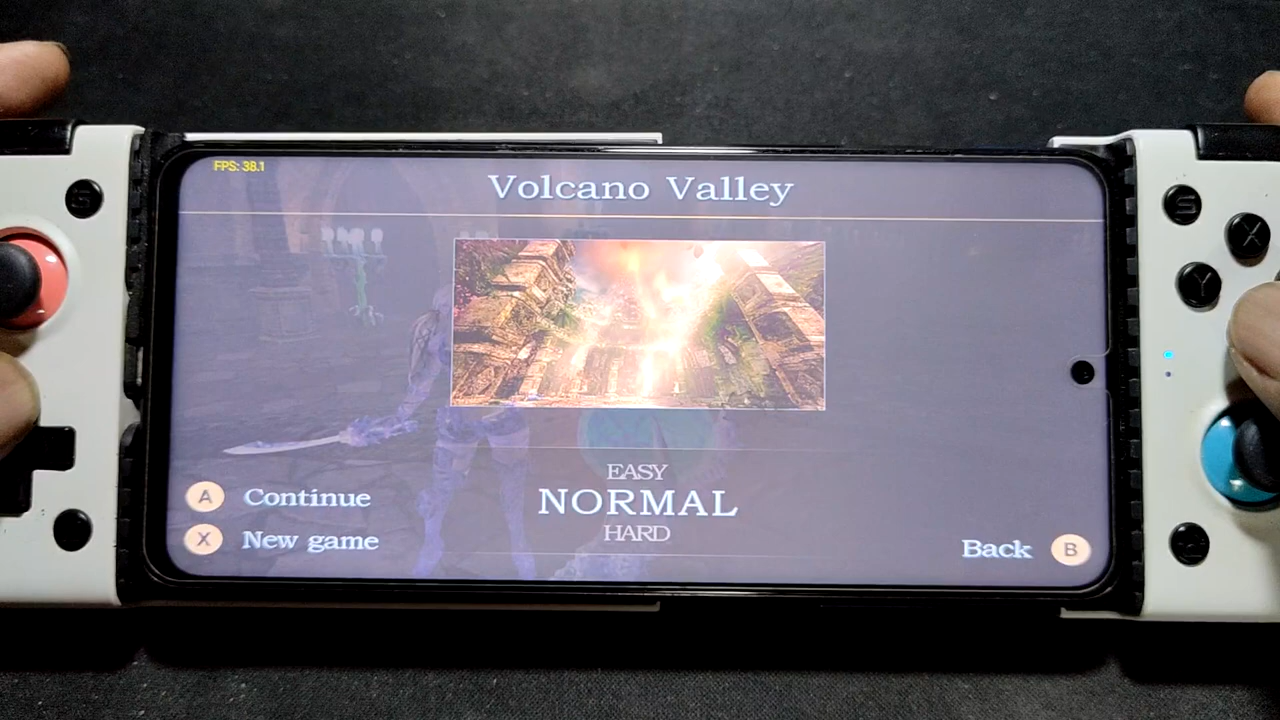 FPS: 38.1
Volcano Valley
EASY
NORMAL
HARD
A Continue
X New game
Back B
S
S
X
Y